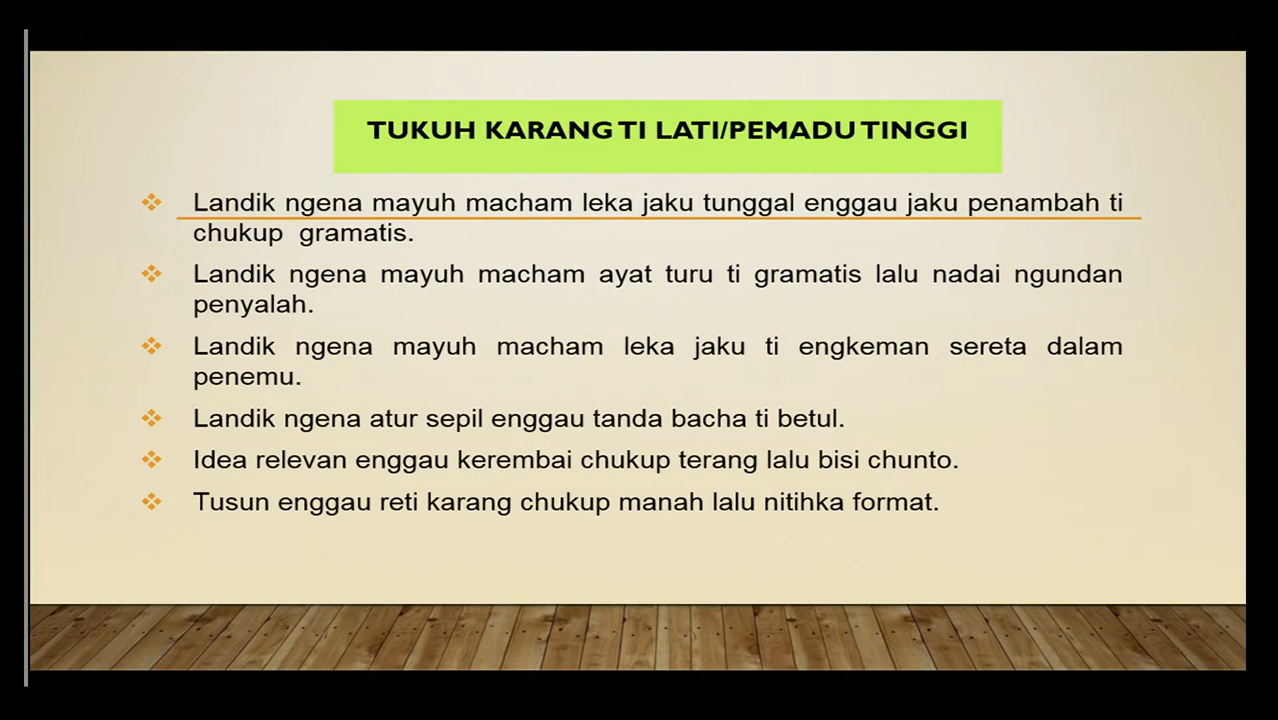 TUKUH KARANG TI LATI/PEMADU TINGGI
❖ Landik ngena mayuh macham leka jaku tunggal enggau jaku penambah ti
chukup gramatis.
❖ Landik ngena mayuh macham ayat turu ti gramatis lalu nadai ngundan
penyalah.
❖ Landik ngena mayuh macham leka jaku ti engkeman sereta dalam
penemu.
❖ Landik ngena atur sepil enggau tanda bacha ti betul.
❖ Idea relevan enggau kerembai chukup terang lalu bisi chunto.
❖ Tusun enggau reti karang chukup manah lalu nitihka format.